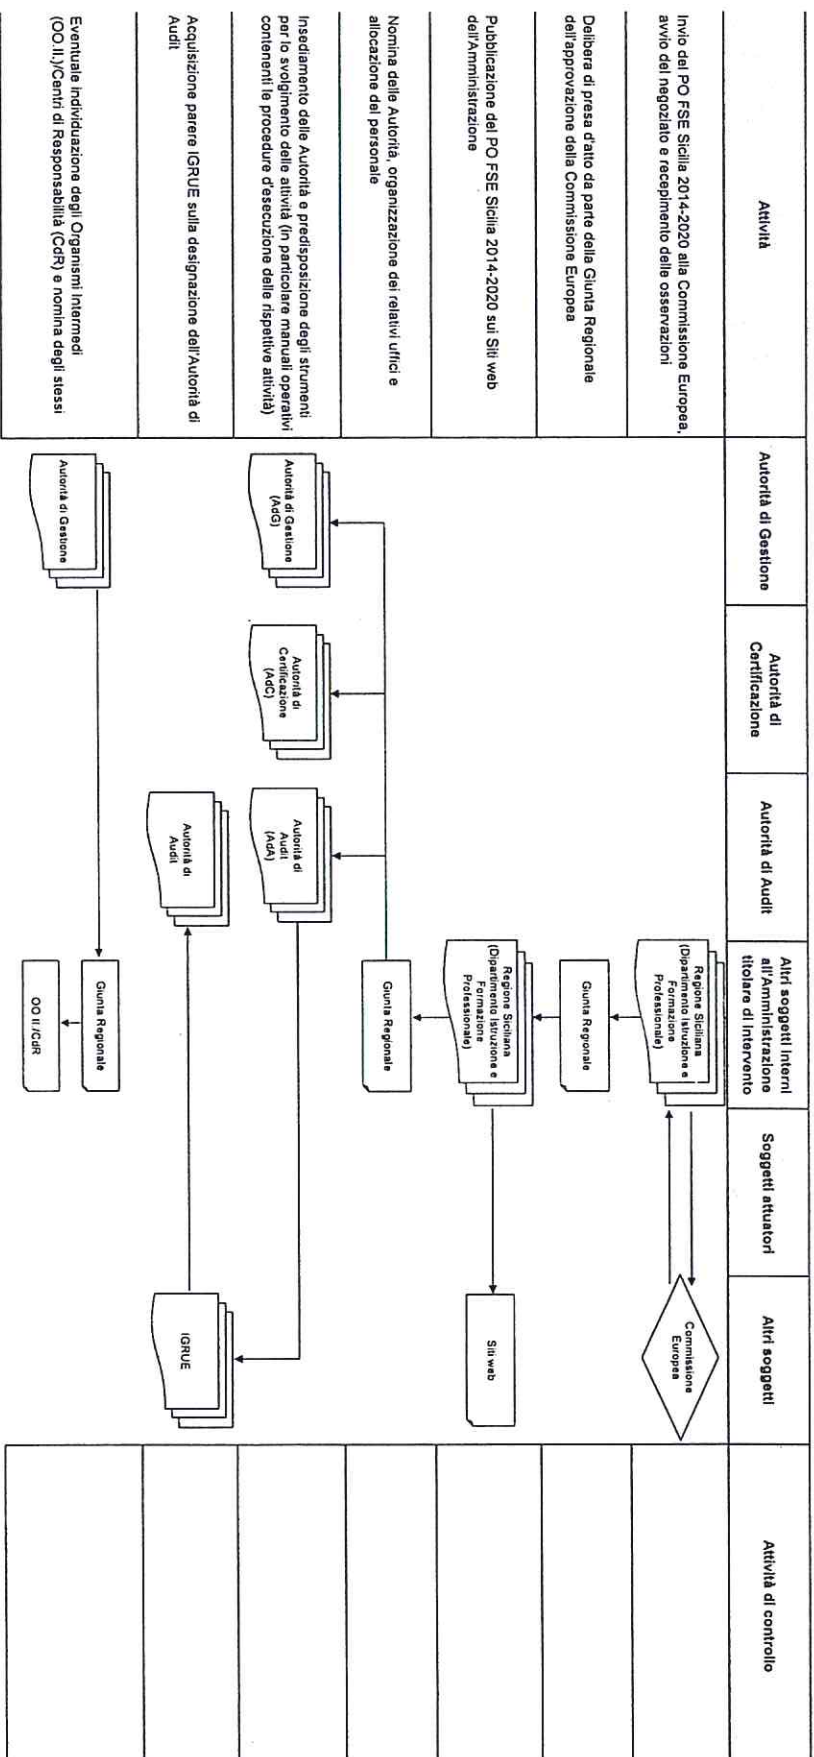 Attività
Autorità di Gestione
Autorità di
Certificazione
Autorità di Audit
Altri soggetti interni
all'Amministrazione
titolare di intervento
Soggetti attuatori
Altri soggetti
Attività di controllo
Invio del PO FSE Sicilia 2014-2020 alla Commissione Europea,
avvio del negoziato e recepimento delle osservazioni
Regione Siciliana
(Dipartimento Istruzione e
Formazione
Professionale)
Commissione
Europea
Delibera di presa d'atto da parte della Giunta Regionale
dell'approvazione della Commissione Europea
Giunta Regionale
Pubblicazione del PO FSE Sicilia 2014-2020 sui Siti web
dell'Amministrazione
Regione Siciliana
(Dipartimento Istruzione e
Formazione
Professionale)
Siti web
Nomina delle Autorità, organizzazione dei relativi uffici e
allocazione del personale
Giunta Regionale
Insediamento delle Autorità e predisposizione degli strumenti
per lo svolgimento delle attività (in particolare manuali operativi
contenenti le procedure d'esecuzione delle rispettive attività)
Autorità di Gestione
(AdG)
Autorità di
Certificazione
(AdC)
Autorità di
Audit
(AdA)
Acquisizione parere IGRUE sulla designazione dell'Autorità di
Audit
Autorità di
Audit
IGRUE
Eventuale individuazione degli Organismi Intermedi
(OO.II.)/Centri di Responsabilità (CdR) e nomina degli stessi
Autorità di Gestione
Giunta Regionale
OO II /CdR